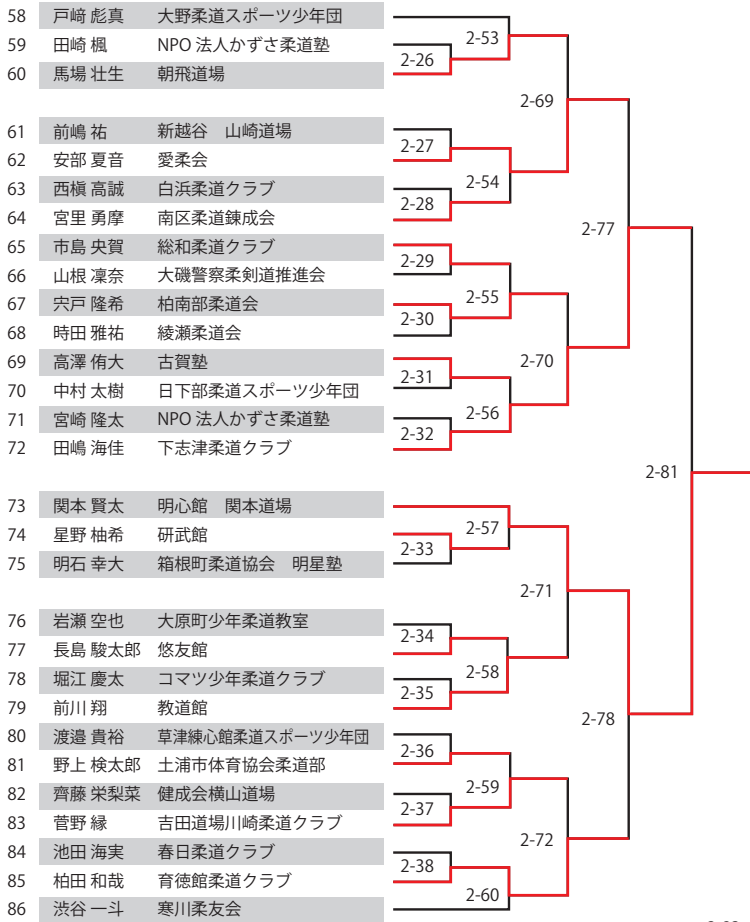 58 戸﨑 彪真 大野柔道スポーツ少年団
59 田崎 楓 NPO 法人かずさ柔道塾
60 馬場 壮生 朝飛道場
61 前嶋 祐 新越谷 山崎道場
62 安部 夏音 愛柔会
63 西槇 高誠 白浜柔道クラブ
64 宮里 勇摩 南区柔道錬成会
65 市島 央賀 総和柔道クラブ
66 山根 凜奈 大磯警察柔剣道推進会
67 宍戸 隆希 柏南部柔道会
68 時田 雅祐 綾瀬柔道会
69 高澤 侑大 古賀塾
70 中村 太樹 日下部柔道スポーツ少年団
71 宮崎 隆太 NPO 法人かずさ柔道塾
72 田嶋 海佳 下志津柔道クラブ
73 関本 賢太 明心館 関本道場
74 星野 柚希 研武館
75 明石 幸大 箱根町柔道協会 明星塾
76 岩瀬 空也 大原町少年柔道教室
77 長島 駿太郎 悠友館
78 堀江 慶太 コマツ少年柔道クラブ
79 前川 翔 教道館
80 渡邉 貴裕 草津練心館柔道スポーツ少年団
81 野上 検太郎 土浦市体育協会柔道部
82 齊藤 栄梨菜 健成会横山道場
83 菅野 縁 吉田道場川崎柔道クラブ
84 池田 海実 春日柔道クラブ
85 柏田 和哉 育徳館柔道クラブ
86 渋谷 一斗 寒川柔友会
2-26
2-27
2-28
2-29
2-30
2-31
2-32
2-33
2-34
2-35
2-36
2-37
2-38
2-53
2-54
2-55
2-56
2-57
2-58
2-59
2-60
2-69
2-70
2-71
2-72
2-77
2-78
2-81